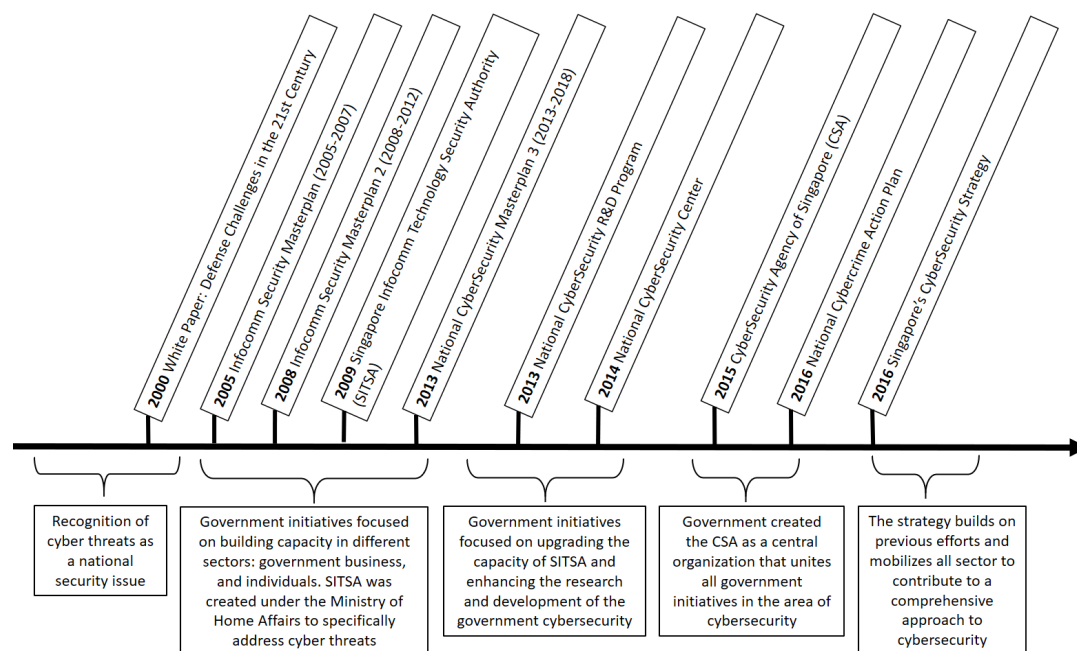 2000 White Paper: Defense Challenges in the 21st Century
2005 Infocomm Security Masterplan (2005-2007)
2008 Infocomm Security Masterplan 2 (2008-2012)
2009 Singapore Infocomm Technology Security Authority
(SITSA)
2013 National CyberSecurity Masterplan 3 (2013-2018)
2013 National CyberSecurity R&D Program
2014 National CyberSecurity Center
2015 CyberSecurity Agency of Singapore (CSA)
2016 National Cybercrime Action Plan
2016 Singapore's CyberSecurity Strategy
Recognition of
cyber threats as
a national
security issue
Government initiatives focused
on building capacity in different
sectors: government business,
and individuals. SITSA was
created under the Ministry of
Home Affairs to specifically
address cyber threats
Government initiatives
focused on upgrading the
capacity of SITSA and
enhancing the research
and development of the
government cybersecurity
Government created
the CSA as a central
organization that unites
all government
initiatives in the area of
cybersecurity
The strategy builds on
previous efforts and
mobilizes all sector to
contribute to a
comprehensive
approach to
cybersecurity